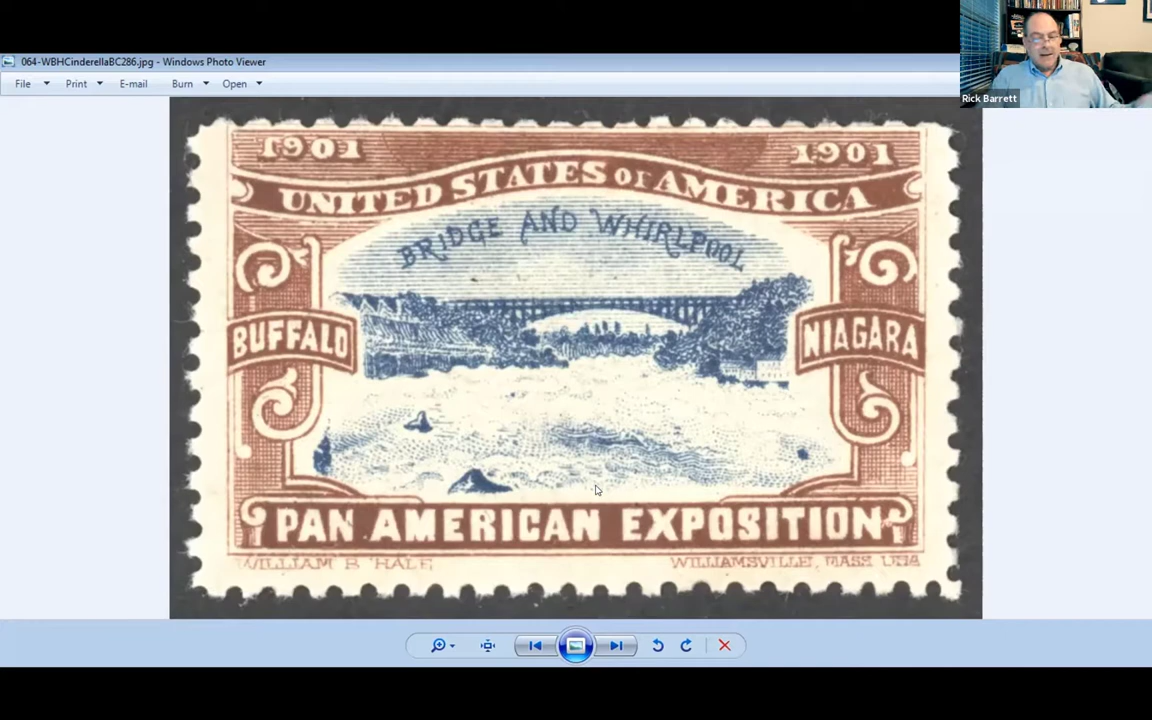 064-WBHCinderellaBC286.jpg - Windows Photo Viewer
File Print E-mail Burn Open
Rick Barrett
1901 1901
UNITED STATES OF AMERICA
BRIDGE AND WHIRLPOOL
BUFFALO NIAGARA
PAN AMERICAN EXPOSITION
WILLIAM B HALE WILLIAMSVILLE, MASS USA